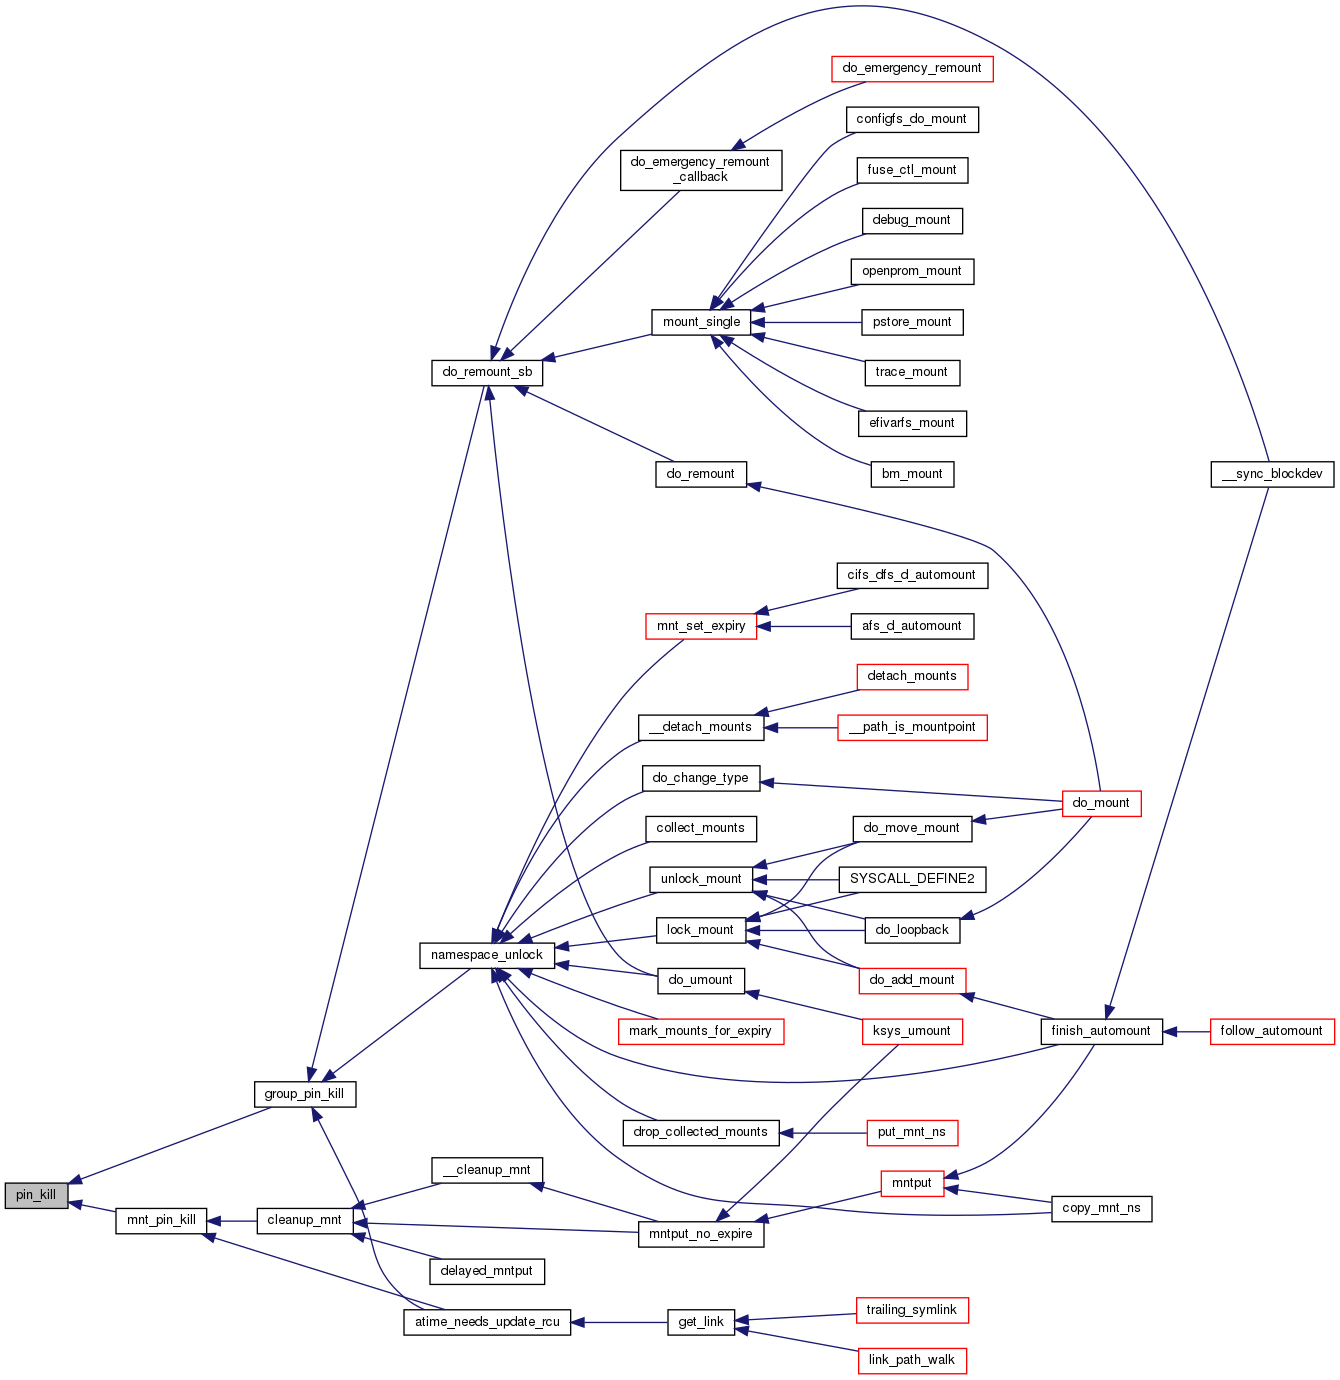 do_emergency_remount
configfs_do_mount
do_emergency_remount
_callback
fuse_ctl_mount
debug_mount
openprom_mount
mount_single
pstore_mount
do_remount_sb
trace_mount
efivarfs_mount
do_remount
bm_mount
__sync_blockdev
cifs_dfs_d_automount
mnt_set_expiry
afs_d_automount
detach_mounts
__detach_mounts
__path_is_mountpoint
do_change_type
do_mount
collect_mounts
do_move_mount
unlock_mount
SYSCALL_DEFINE2
lock_mount
do_loopback
namespace_unlock
do_umount
do_add_mount
mark_mounts_for_expiry
ksys_umount
finish_automount
follow_automount
group_pin_kill
drop_collected_mounts
put_mnt_ns
__cleanup_mnt
mntput
pin_kill
mnt_pin_kill
cleanup_mnt
mntput_no_expire
copy_mnt_ns
delayed_mntput
trailing_symlink
atime_needs_update_rcu
get_link
link_path_walk